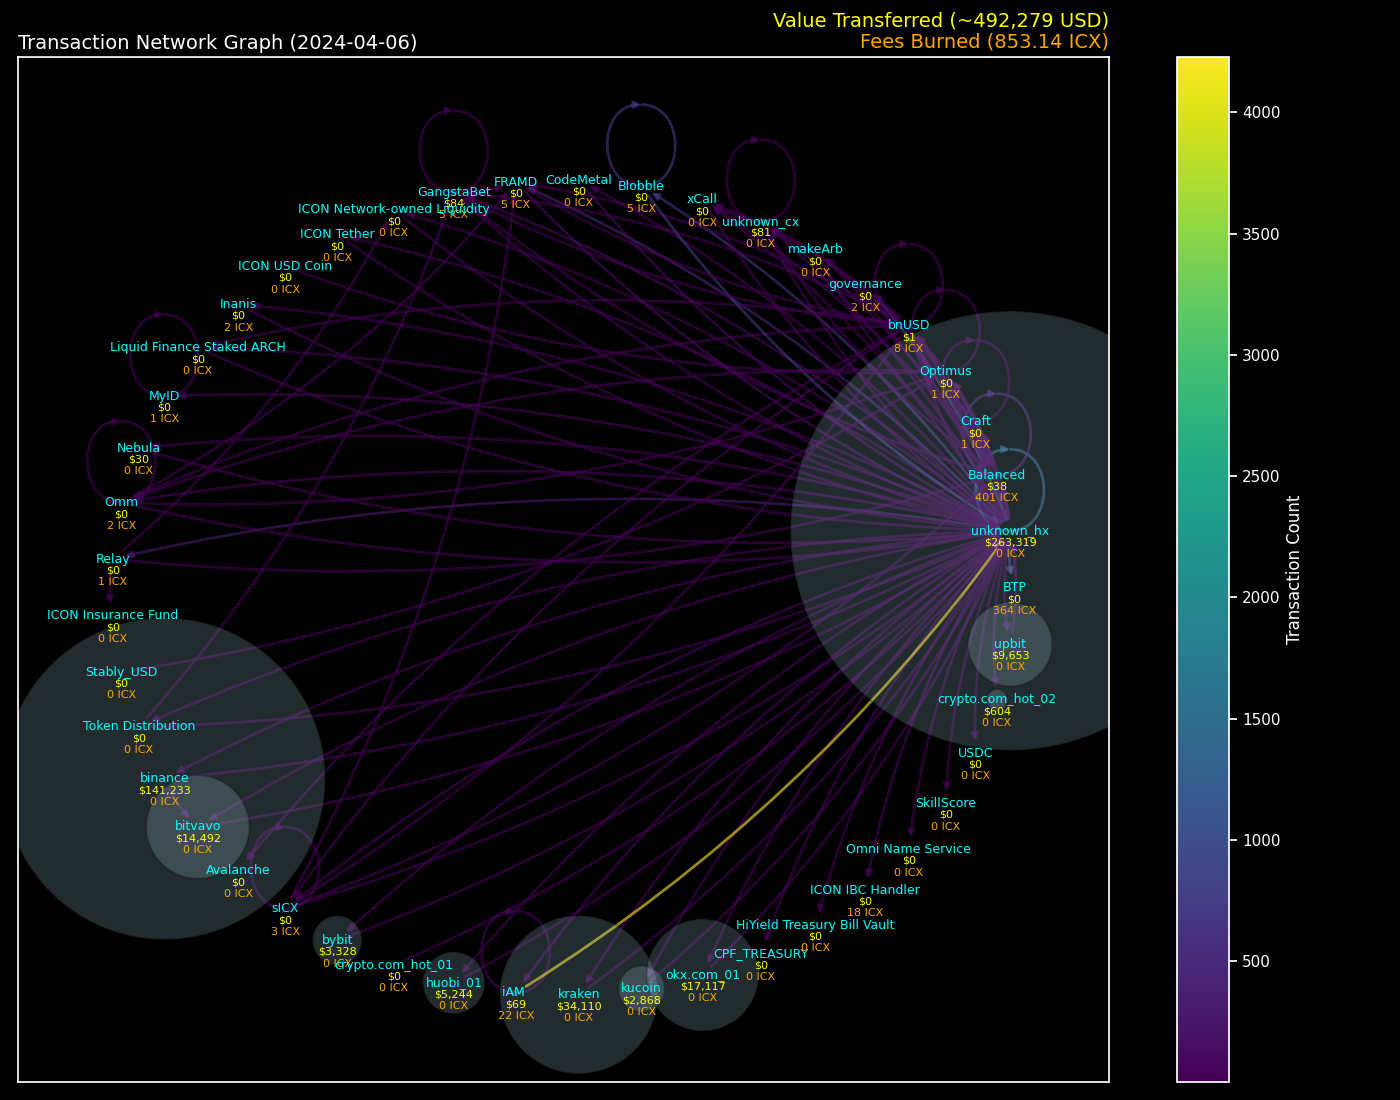 Value Transferred (~492,279 USD)
Transaction Network Graph (2024-04-06)
Fees Burned (853.14 ICX)
GangstaBet
$84
5 ICX
FRAMD
$0
5 ICX
CodeMetal
$0
0 ICX
Blobble
$0
5 ICX
xCall
$0
0 ICX
ICON Network-owned Liquidity
$0
0 ICX
unknown_cx
$81
0 ICX
ICON Tether
$0
0 ICX
makeArb
$0
0 ICX
ICON USD Coin
$0
0 ICX
governance
$0
2 ICX
Inanis
$0
2 ICX
bnUSD
$1
8 ICX
Liquid Finance Staked ARCH
$0
0 ICX
Optimus
$0
1 ICX
MyID
$0
1 ICX
Craft
$0
1 ICX
Nebula
$30
0 ICX
Balanced
$38
401 ICX
Omm
$0
2 ICX
unknown_hx
$263,319
0 ICX
Relay
$0
1 ICX
BTP
$0
364 ICX
ICON Insurance Fund
$0
0 ICX
upbit
$9,653
0 ICX
Stably_USD
$0
0 ICX
crypto.com_hot_02
$604
0 ICX
Token Distribution
$0
0 ICX
USDC
$0
0 ICX
binance
$141,233
0 ICX
SkillScore
$0
0 ICX
bitvavo
$14,492
0 ICX
Omni Name Service
$0
0 ICX
Avalanche
$0
0 ICX
ICON IBC Handler
$0
18 ICX
sICX
$0
3 ICX
HiYield Treasury Bill Vault
$0
0 ICX
bybit
$3,328
0 ICX
CPF_TREASURY
$0
0 ICX
crypto.com_hot_01
$0
0 ICX
okx.com_01
$17,117
0 ICX
huobi_01
$5,244
0 ICX
kucoin
$2,868
0 ICX
iAM
$69
22 ICX
kraken
$34,110
0 ICX
4000
3500
3000
2500
2000
1500
1000
500
Transaction Count